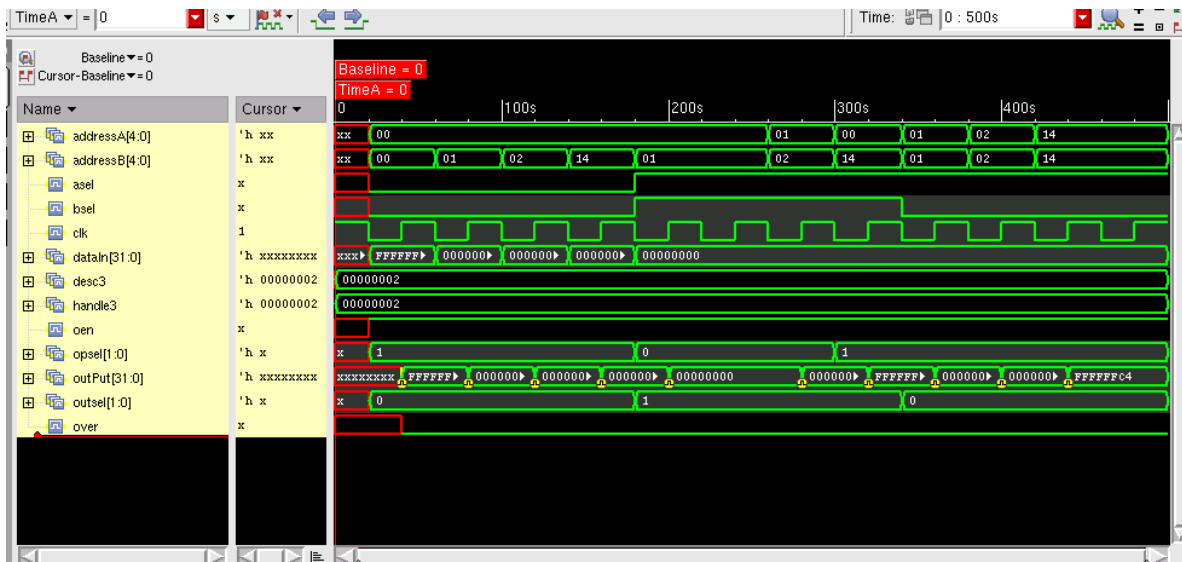 TimeA = 0 s Time: 0 : 500s
Baseline = 0
Cursor-Baseline = 0
Baseline = 0
TimeA = 0
Name Cursor 0 100s 200s 300s 400s
addressA[4:0] 'h xx xx 00 01 00 01 02 14
addressB[4:0] 'h xx xx 00 01 02 14 01 02 14 01 02 14
asel x
bsel x
clk 1
dataIn[31:0] 'h xxxxxxxx xxx FFFFFF 000000 000000 000000 00000000
desc3 'h 00000002 00000002
handle3 'h 00000002 00000002
oen x
opsel[1:0] 'h x x 1 0 1
outPut[31:0] 'h xxxxxxxx xxxxxxxx FFFFFF 000000 000000 000000 00000000 000000 FFFFFF 000000 000000 FFFFFFc4
outsel[1:0] 'h x x 0 1 0
over x